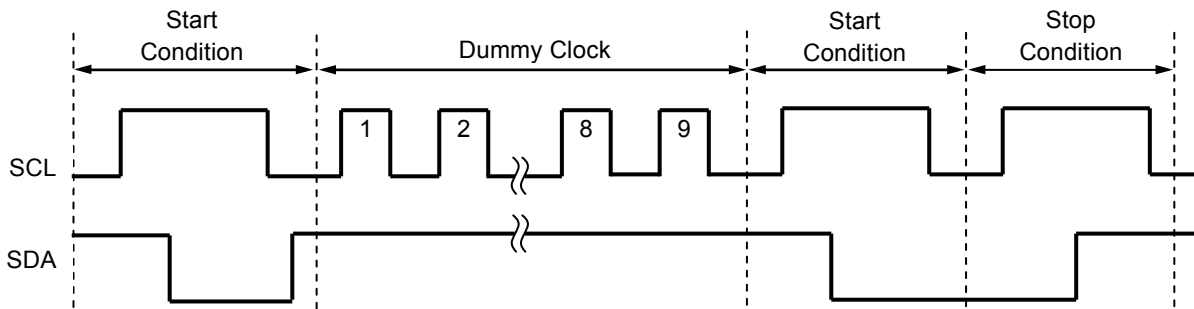 Start
Condition
Dummy Clock
Start
Condition
Stop
Condition
SCL
1
2
8
9
SDA